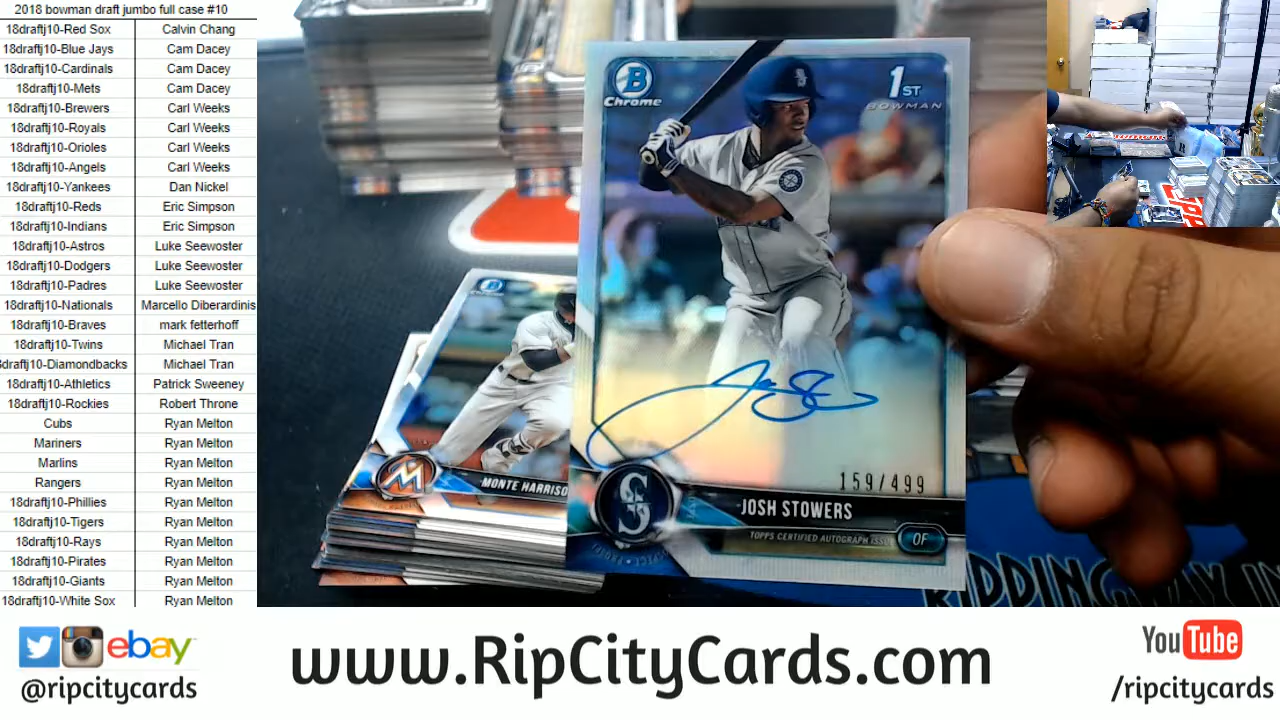 2018 bowman draft jumbo full case #10
18draftj10-Red Sox Calvin Chang
18draftj10-Blue Jays Cam Dacey
18draftj10-Cardinals Cam Dacey
18draftj10-Mets Cam Dacey
18draftj10-Brewers Carl Weeks
18draftj10-Royals Carl Weeks
18draftj10-Orioles Carl Weeks
18draftj10-Angels Carl Weeks
18draftj10-Yankees Dan Nickel
18draftj10-Reds Eric Simpson
18draftj10-Indians Eric Simpson
18draftj10-Astros Luke Seewoster
18draftj10-Dodgers Luke Seewoster
18draftj10-Padres Luke Seewoster
18draftj10-Nationals Marcello Diberardinis
18draftj10-Braves mark fetterhoff
18draftj10-Twins Michael Tran
8draftj10-Diamondbacks Michael Tran
18draftj10-Athletics Patrick Sweeney
18draftj10-Rockies Robert Throne
Cubs Ryan Melton
Mariners Ryan Melton
Marlins Ryan Melton
Rangers Ryan Melton
18draftj10-Phillies Ryan Melton
18draftj10-Tigers Ryan Melton
18draftj10-Rays Ryan Melton
18draftj10-Pirates Ryan Melton
18draftj10-Giants Ryan Melton
18draftj10-White Sox Ryan Melton
B Chrome
1ST
BOWMAN
159/499
JOSH STOWERS
TOPPS CERTIFIED AUTOGRAPH ISSUE
OF
MONTE HARRISO
RIPPING
ebay
@ripcitycards
www.RipCityCards.com
YouTube
/ripcitycards